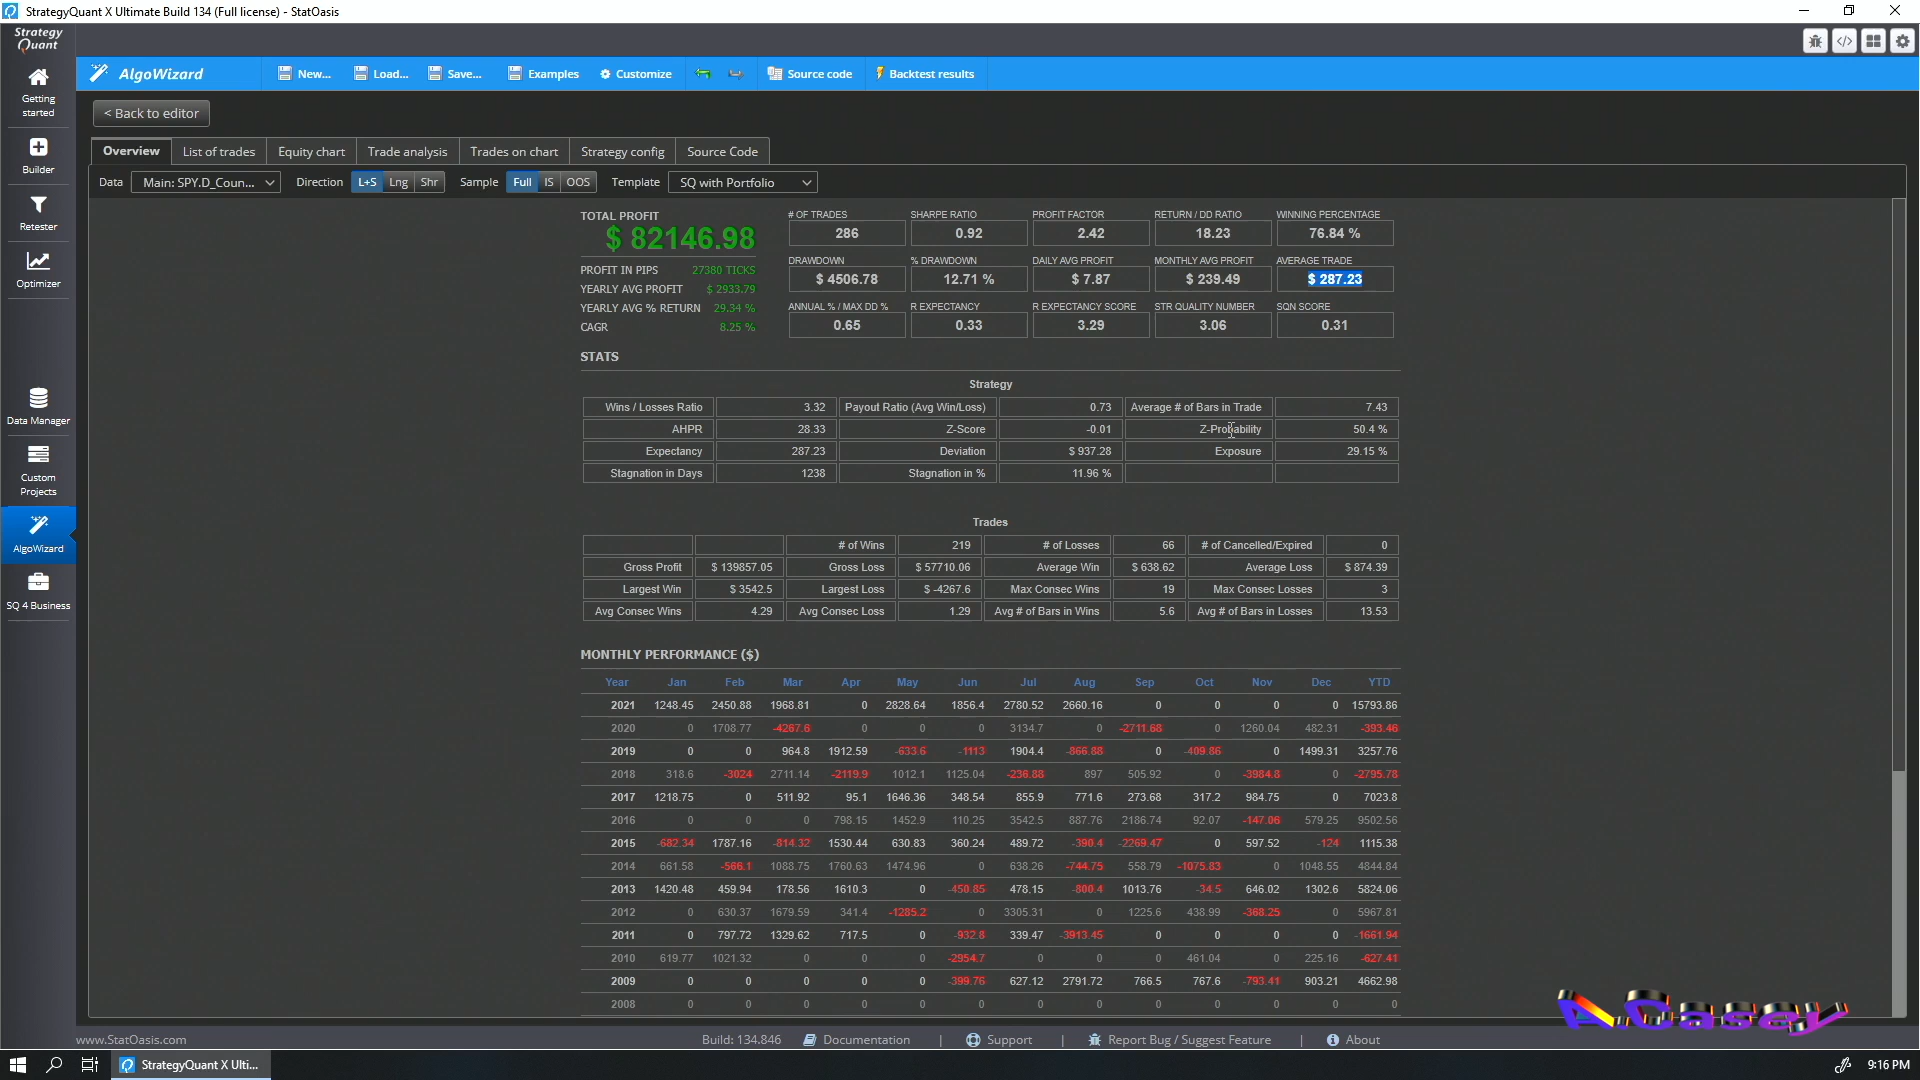 StrategyQuant X Ultimate Build 134 (Full license) - StatOasis
Strategy Quant
AlgoWizard New... Load... Save... Examples Customize Source code Backtest results
Getting started
Builder
Retester
Optimizer
Data Manager
Custom Projects
AlgoWizard
SQ 4 Business
< Back to editor
Overview List of trades Equity chart Trade analysis Trades on chart Strategy config Source Code
Data Main: SPY.D_Coun... Direction L+S Lng Shr Sample Full IS OOS Template SQ with Portfolio
TOTAL PROFIT
$ 82146.98
PROFIT IN PIPS 27380 TICKS
YEARLY AVG PROFIT $ 2933.79
YEARLY AVG % RETURN 29.34 %
CAGR 8.25 %
# OF TRADES SHARPE RATIO PROFIT FACTOR RETURN / DD RATIO WINNING PERCENTAGE
286 0.92 2.42 18.23 76.84 %
DRAWDOWN % DRAWDOWN DAILY AVG PROFIT MONTHLY AVG PROFIT AVERAGE TRADE
$ 4506.78 12.71 % $ 7.87 $ 239.49 $ 287.23
ANNUAL % / MAX DD % R EXPECTANCY R EXPECTANCY SCORE STR QUALITY NUMBER SQN SCORE
0.65 0.33 3.29 3.06 0.31
STATS
Strategy
Wins / Losses Ratio 3.32 Payout Ratio (Avg Win/Loss) 0.73 Average # of Bars in Trade 7.43
AHPR 28.33 Z-Score -0.01 Z-Probability 50.4 %
Expectancy 287.23 Deviation $ 937.28 Exposure 29.15 %
Stagnation in Days 1238 Stagnation in % 11.96 %
Trades
# of Wins 219 # of Losses 66 # of Cancelled/Expired 0
Gross Profit $ 139857.05 Gross Loss $ 57710.06 Average Win $ 638.62 Average Loss $ 874.39
Largest Win $ 3542.5 Largest Loss $ -4267.6 Max Consec Wins 19 Max Consec Losses 3
Avg Consec Wins 4.29 Avg Consec Loss 1.29 Avg # of Bars in Wins 5.6 Avg # of Bars in Losses 13.53
MONTHLY PERFORMANCE ($)
Year Jan Feb Mar Apr May Jun Jul Aug Sep Oct Nov Dec YTD
2021 1248.45 2450.88 1968.81 0 2828.64 1856.4 2780.52 2660.16 0 0 0 0 15793.86
2020 0 1708.77 -4267.6 0 0 0 3134.7 0 -2711.68 0 1260.04 482.31 -393.46
2019 0 0 964.8 1912.59 -633.6 -1113 1904.4 -866.88 0 -409.86 0 1499.31 3257.76
2018 318.6 -3024 2711.14 -2119.9 1012.1 1125.04 -236.88 897 505.92 0 -3984.8 0 -2795.78
2017 1218.75 0 511.92 95.1 1646.36 348.54 855.9 771.6 273.68 317.2 984.75 0 7023.8
2016 0 0 0 798.15 1452.9 110.25 3542.5 887.76 2186.74 92.07 -147.06 579.25 9502.56
2015 -682.34 1787.16 -814.32 1530.44 630.83 360.24 489.72 -390.4 -2269.47 0 597.52 -124 1115.38
2014 661.58 -566.1 1088.75 1760.63 1474.96 0 638.26 -744.75 558.79 -1075.83 0 1048.55 4844.84
2013 1420.48 459.94 178.56 1610.3 0 -450.85 478.15 -800.4 1013.76 -34.5 646.02 1302.6 5824.06
2012 0 630.37 1679.59 341.4 -1285.2 0 3305.31 0 1225.6 438.99 -368.25 0 5967.81
2011 0 797.72 1329.62 717.5 0 -932.8 339.47 -3913.45 0 0 0 0 -1661.94
2010 619.77 1021.32 0 0 0 -2954.7 0 0 0 461.04 0 225.16 -627.41
2009 0 0 0 0 0 -399.76 627.12 2791.72 766.5 767.6 -793.41 903.21 4662.98
2008 0 0 0 0 0 0 0 0 0 0 0 0 0
A.Casey
www.StatOasis.com Build: 134.846 Documentation | Support | Report Bug / Suggest Feature | About
StrategyQuant X Ulti... 9:16 PM